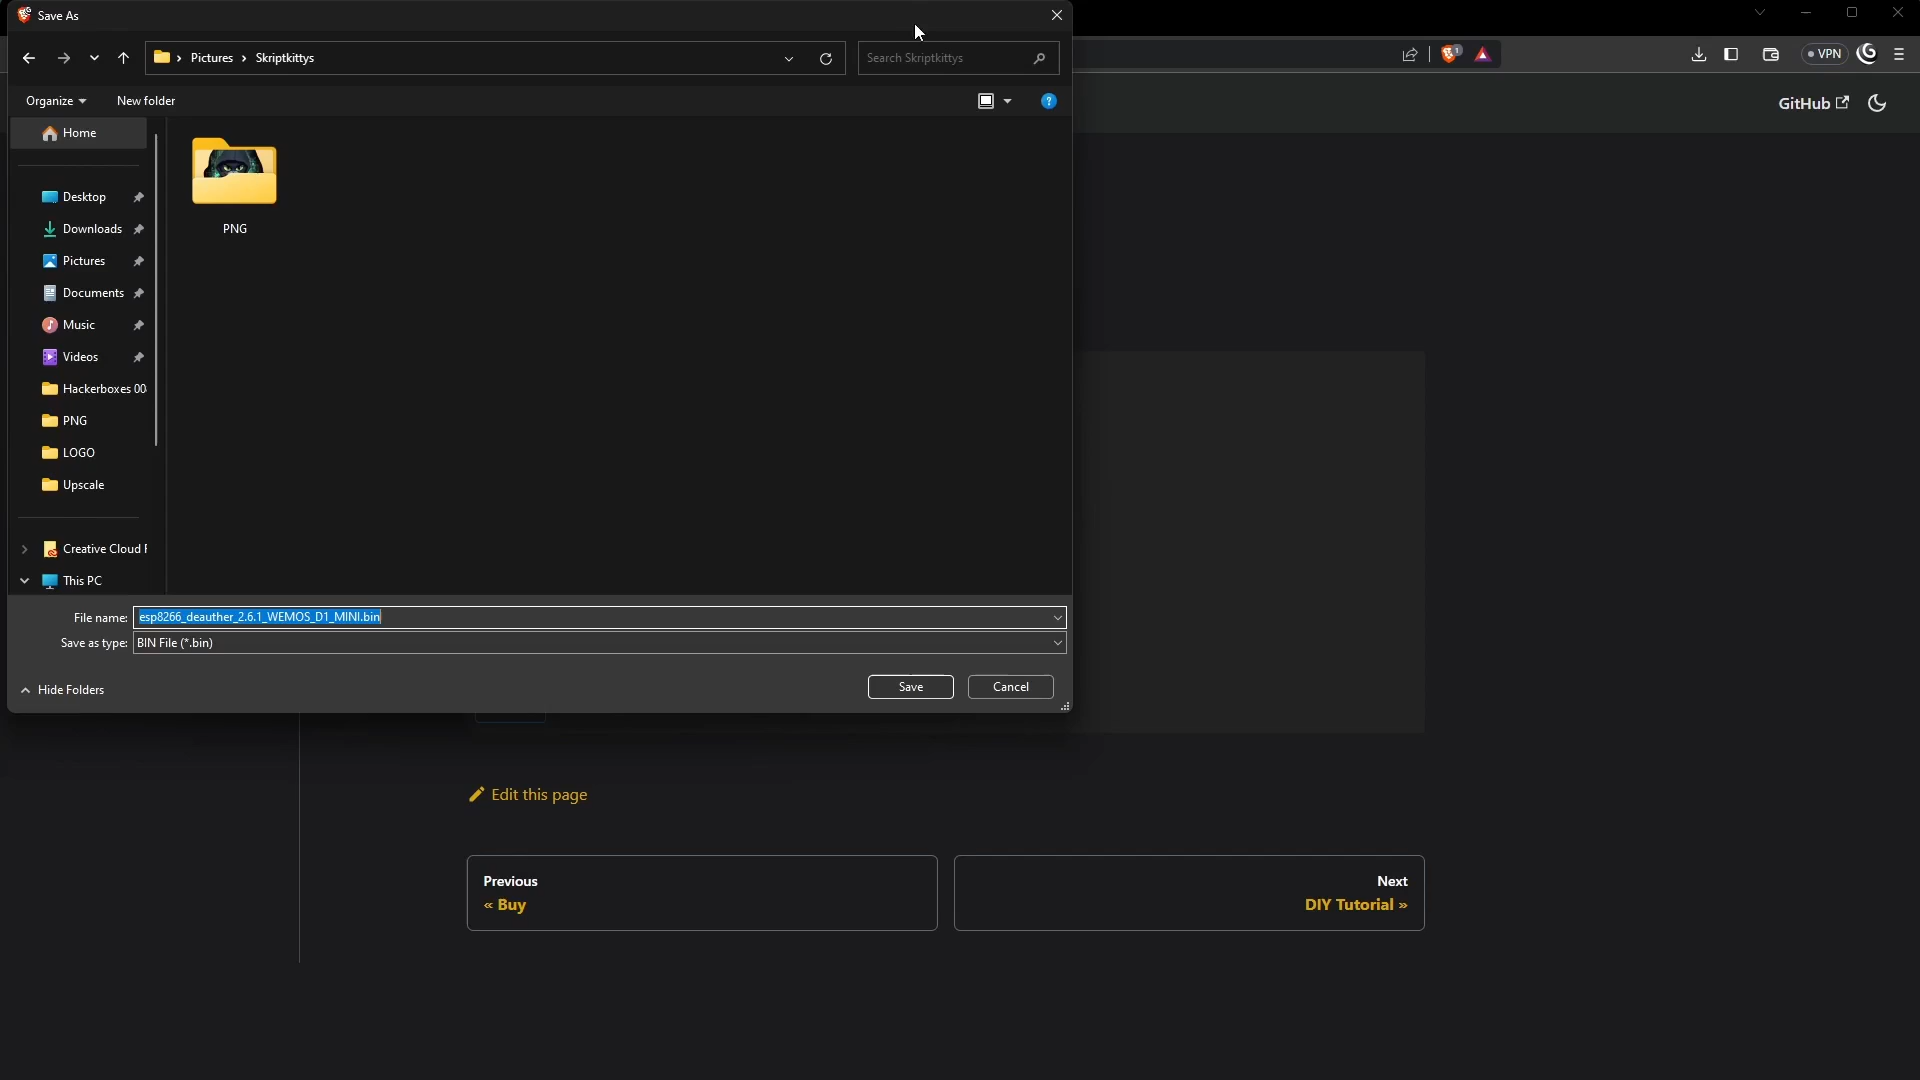 Save As
Pictures
Skriptkittys
Search Skriptkittys
VPN
Organize
New folder
GitHub
Home
Desktop
Downloads
Pictures
Documents
Music
Videos
Hackerboxes 00
PNG
LOGO
Upscale
Creative Cloud F
This PC
PNG
File name: esp8266_deauther_2.6.1_WEMOS_D1_MINI.bin
Save as type: BIN File (*.bin)
Hide Folders
Save
Cancel
Edit this page
Previous
« Buy
Next
DIY Tutorial »